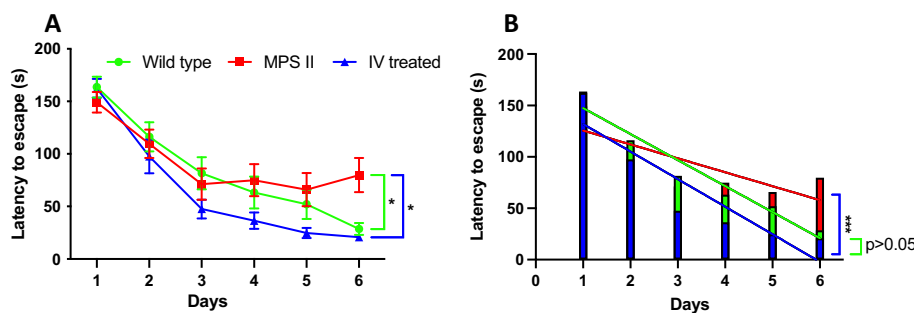 A
Latency to escape (s)
200
150
100
50
0
Wild type MPS II IV treated
* *
1 2 3 4 5 6
Days
B
Latency to escape (s)
200
150
100
50
0
***
p>0.05
0 1 2 3 4 5 6
Days